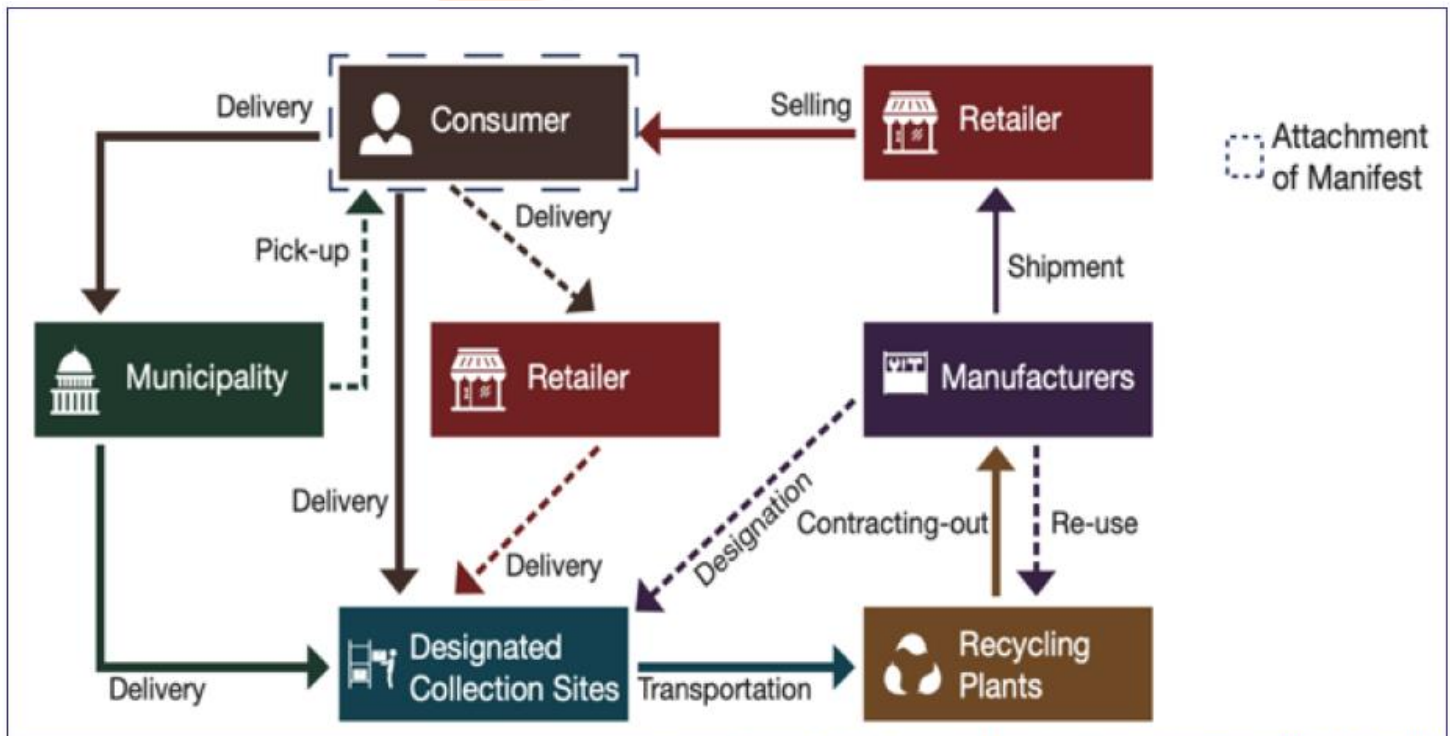 Delivery
Consumer
Selling
Retailer
Attachment
of Manifest
Pick-up
Delivery
Shipment
Municipality
Retailer
Manufacturers
Delivery
Delivery
Designation
Contracting-out
Re-use
Delivery
Designated
Collection Sites
Transportation
Recycling
Plants